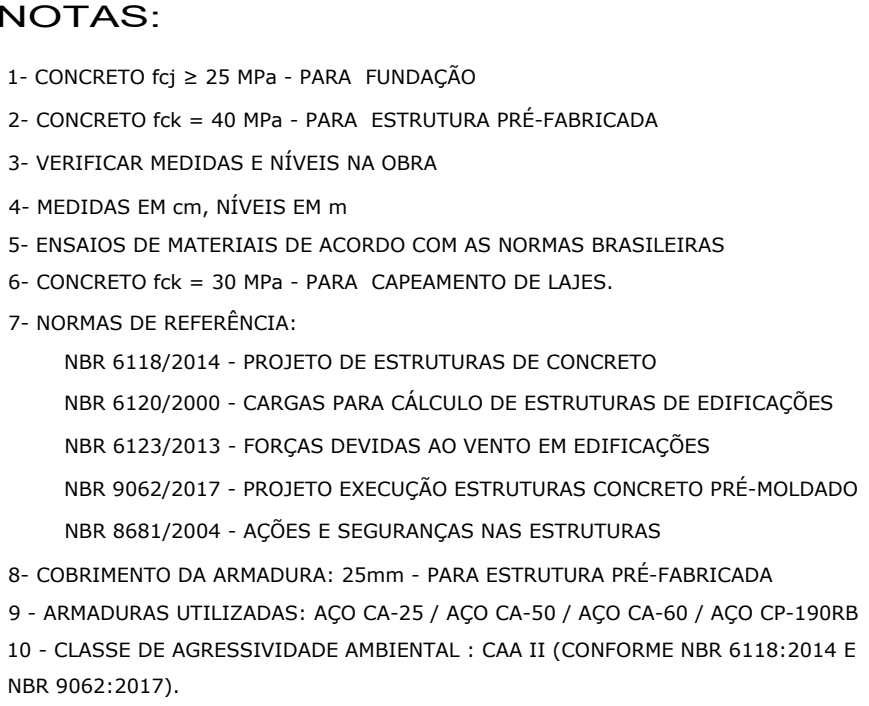 NOTAS:
1- CONCRETO fcj ≥ 25 MPa - PARA FUNDAÇÃO
2- CONCRETO fck = 40 MPa - PARA ESTRUTURA PRÉ-FABRICADA
3- VERIFICAR MEDIDAS E NÍVEIS NA OBRA
4- MEDIDAS EM cm, NÍVEIS EM m
5- ENSAIOS DE MATERIAIS DE ACORDO COM AS NORMAS BRASILEIRAS
6- CONCRETO fck = 30 MPa - PARA CAPEAMENTO DE LAJES.
7- NORMAS DE REFERÊNCIA:
NBR 6118/2014 - PROJETO DE ESTRUTURAS DE CONCRETO
NBR 6120/2000 - CARGAS PARA CÁLCULO DE ESTRUTURAS DE EDIFICAÇÕES
NBR 6123/2013 - FORÇAS DEVIDAS AO VENTO EM EDIFICAÇÕES
NBR 9062/2017 - PROJETO EXECUÇÃO ESTRUTURAS CONCRETO PRÉ-MOLDADO
NBR 8681/2004 - AÇÕES E SEGURANÇAS NAS ESTRUTURAS
8- COBRIMENTO DA ARMADURA: 25mm - PARA ESTRUTURA PRÉ-FABRICADA
9 - ARMADURAS UTILIZADAS: AÇO CA-25 / AÇO CA-50 / AÇO CA-60 / AÇO CP-190RB
10 - CLASSE DE AGRESSIVIDADE AMBIENTAL : CAA II (CONFORME NBR 6118:2014 E
NBR 9062:2017).